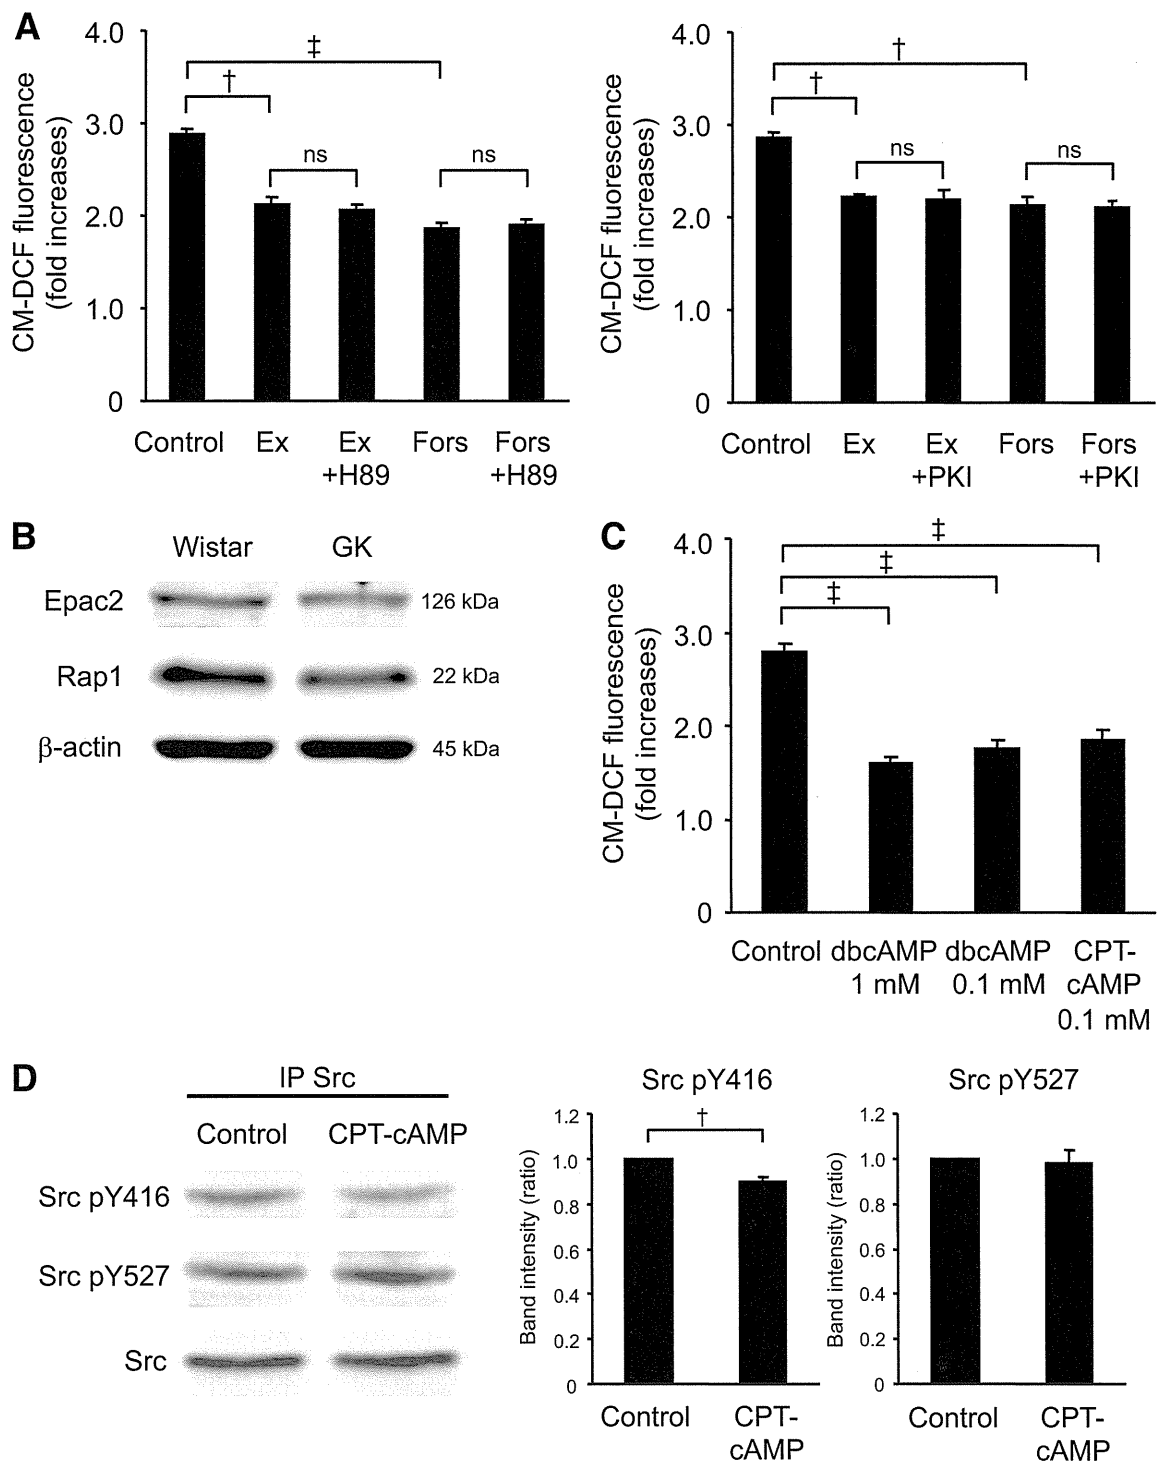 A
CM-DCF fluorescence
(fold increases)
4.0
3.0
2.0
1.0
0
‡
†
ns
ns
Control
Ex
Ex
+H89
Fors
Fors
+H89
CM-DCF fluorescence
(fold increases)
4.0
3.0
2.0
1.0
0
†
†
ns
ns
Control
Ex
Ex
+PKI
Fors
Fors
+PKI
B
Wistar
GK
Epac2
126 kDa
Rap1
22 kDa
β-actin
45 kDa
C
CM-DCF fluorescence
(fold increases)
4.0
3.0
2.0
1.0
0
‡
‡
‡
Control
dbcAMP
1 mM
dbcAMP
0.1 mM
CPT-
cAMP
0.1 mM
D
IP Src
Control
CPT-cAMP
Src pY416
Src pY527
Src
Src pY416
Band intensity (ratio)
1.2
1.0
0.8
0.6
0.4
0.2
0
†
Control
CPT-
cAMP
Src pY527
Band intensity (ratio)
1.2
1.0
0.8
0.6
0.4
0.2
0
Control
CPT-
cAMP